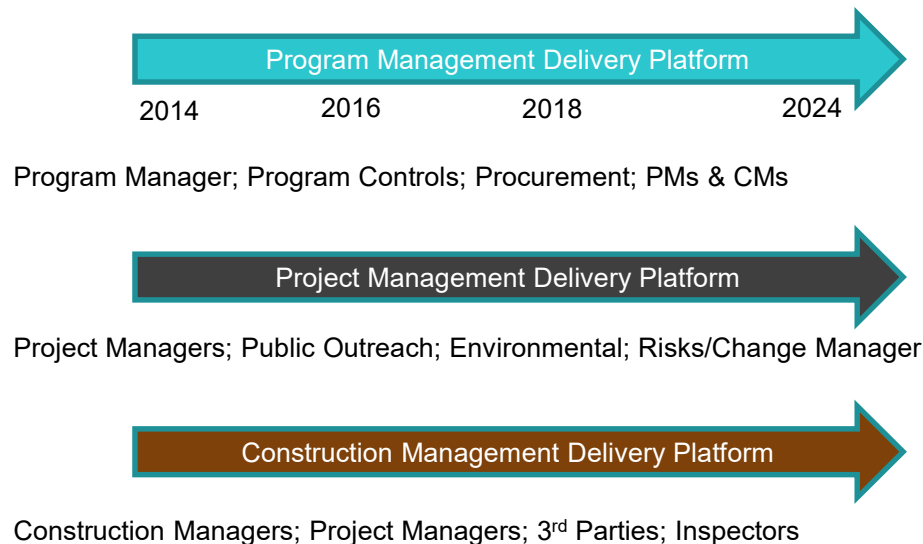 Program Management Delivery Platform
2014 2016 2018 2024
Program Manager; Program Controls; Procurement; PMs & CMs
Project Management Delivery Platform
Project Managers; Public Outreach; Environmental; Risks/Change Manager
Construction Management Delivery Platform
Construction Managers; Project Managers; 3rd Parties; Inspectors